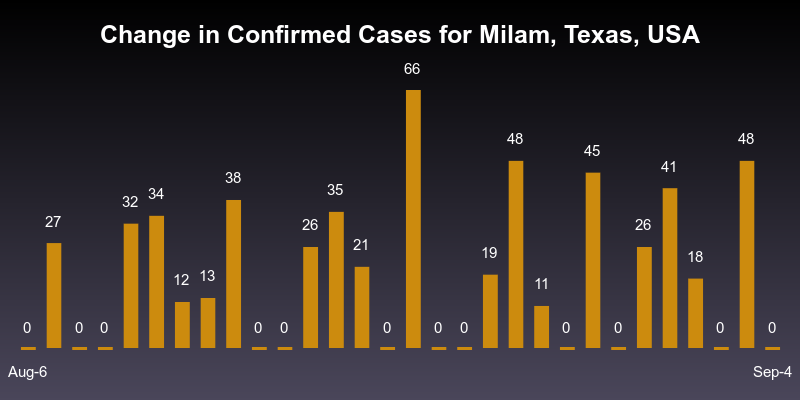 Change in Confirmed Cases for Milam, Texas, USA
0 27 0 0 32 34 12 13 38 0 0 26 35 21 0 66 0 0 19 48 11 0 45 0 26 41 18 0 48 0
Aug-6 Sep-4